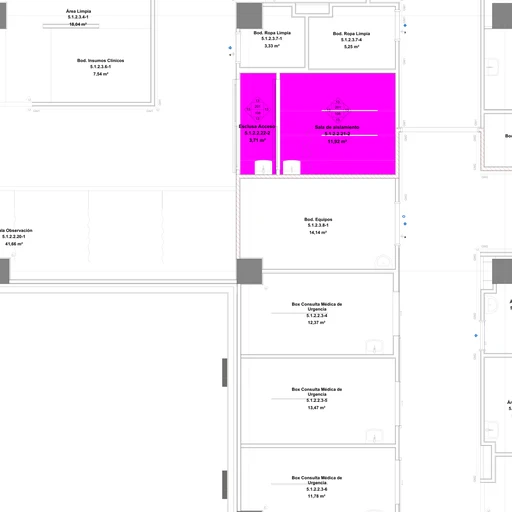 Área Limpia
5.1.2.3.4-1
10,04 m²
Bod. Insumos Clínicos
5.1.2.3.6-1
7,54 m²
Bod. Ropa Limpia
5.1.2.3.7-1
3,33 m²
Bod. Ropa Limpia
5.1.2.3.7-4
5,25 m²
Sala de aislamiento
11,02 m²
Bod. Equipos
5.1.2.3.8-1
14,14 m²
Observación
5.1.2.2.20-1
41,66 m²
Box Consulta Médica de
Urgencia
5.1.2.2.3-4
12,37 m²
Box Consulta Médica de
Urgencia
5.1.2.2.3-5
13,47 m²
Box Consulta Médica de
Urgencia
5.1.2.2.3-6
11,78 m²